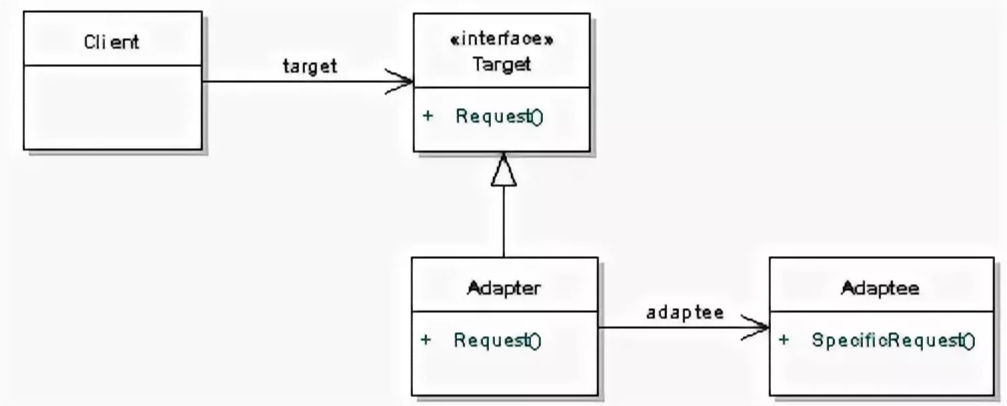 Client
target
«interface»
Target
+ Request()
Adapter
+ Request()
adaptee
Adaptee
+ SpecificRequest()